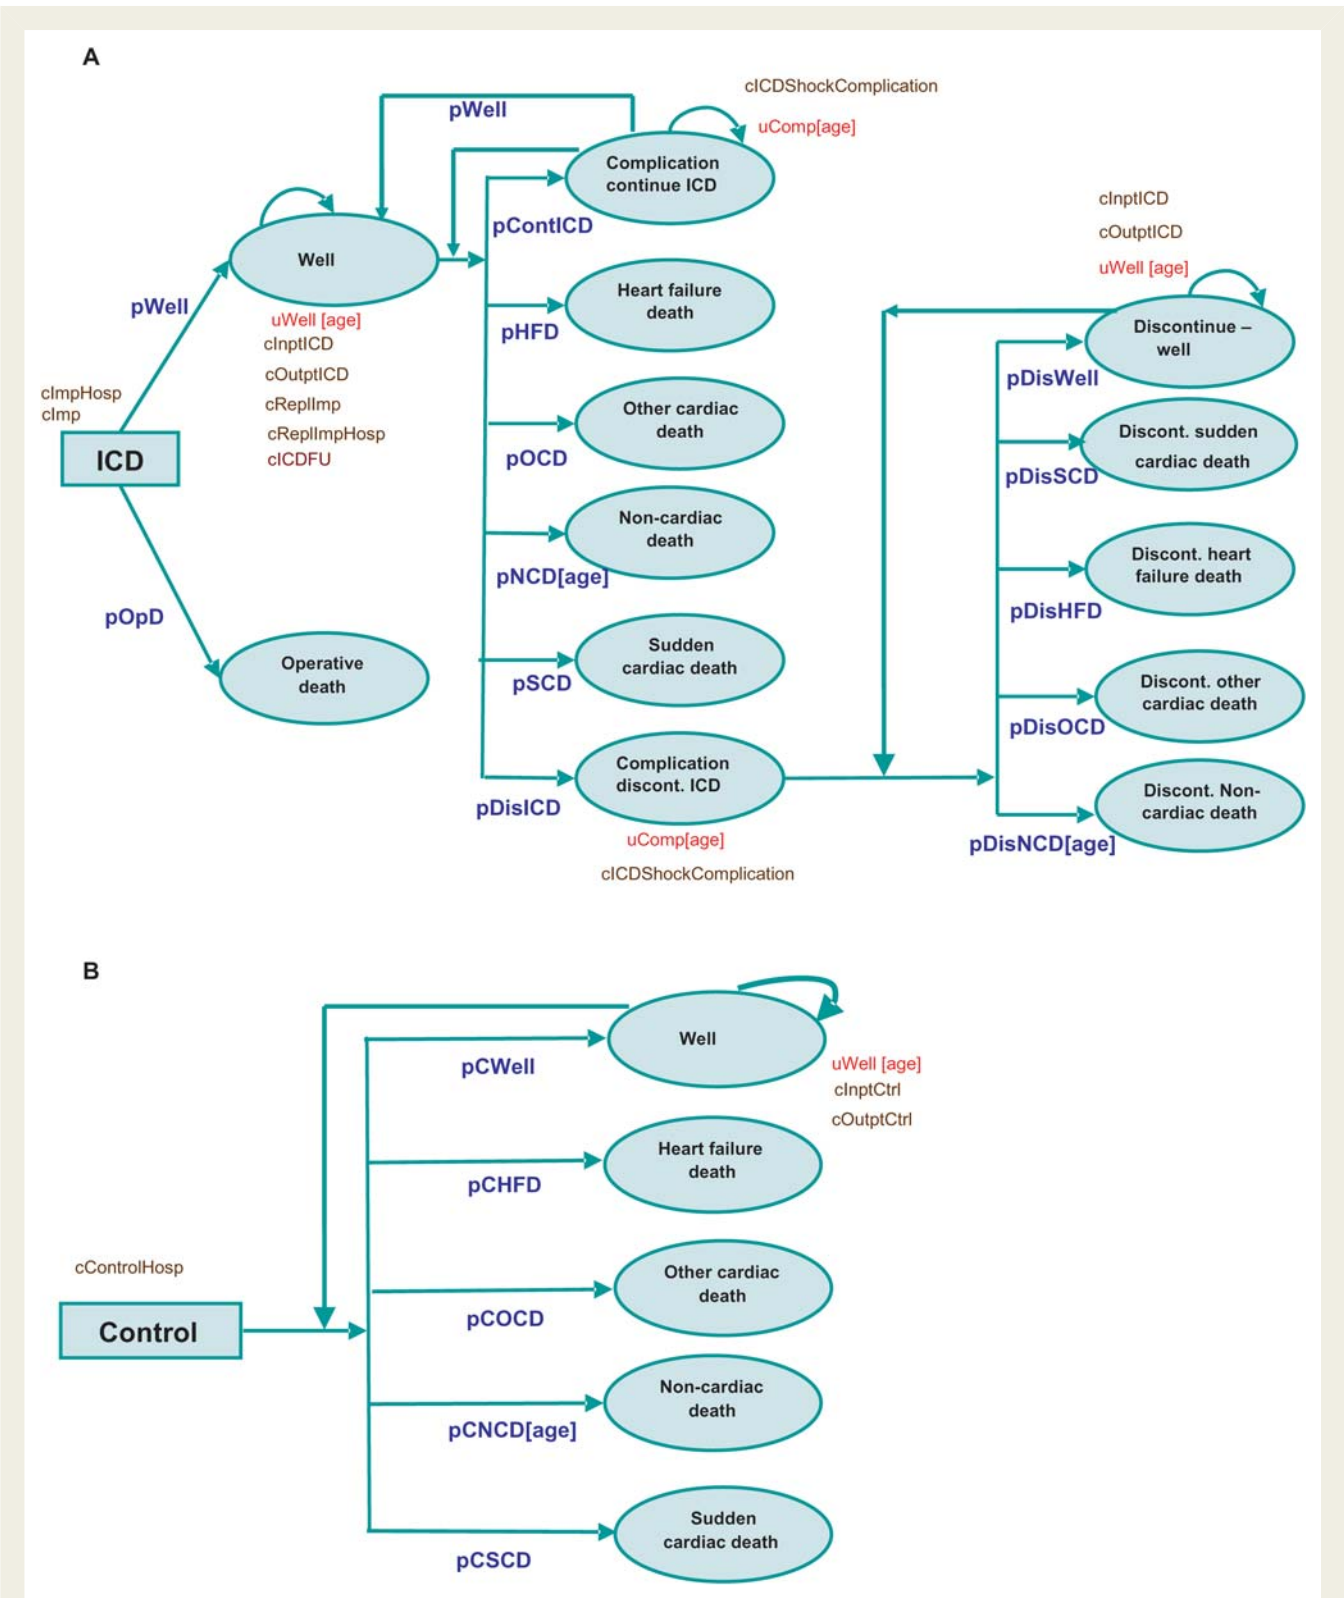 A
cICDShockComplication
pWell
uComp[age]
Complication
continue ICD
pContICD
Well
pWell
uWell [age]
cInptICD
cOutptICD
cReplImp
cReplImpHosp
cICDFU
cImpHosp
cImp
ICD
pOpD
Operative
death
Heart failure
death
pHFD
Other cardiac
death
pOCD
Non-cardiac
death
pNCD[age]
Sudden
cardiac death
pSCD
Complication
discont. ICD
pDisICD
uComp[age]
cICDShockComplication
cInptICD
cOutptICD
uWell [age]
Discontinue –
well
pDisWell
Discont. sudden
cardiac death
pDisSCD
Discont. heart
failure death
pDisHFD
Discont. other
cardiac death
pDisOCD
Discont. Non-
cardiac death
pDisNCD[age]
B
Well
pCWell
uWell [age]
cInptCtrl
cOutptCtrl
Heart failure
death
pCHFD
cControlHosp
Control
Other cardiac
death
pCOCD
Non-cardiac
death
pCNCD[age]
Sudden
cardiac death
pCSCD